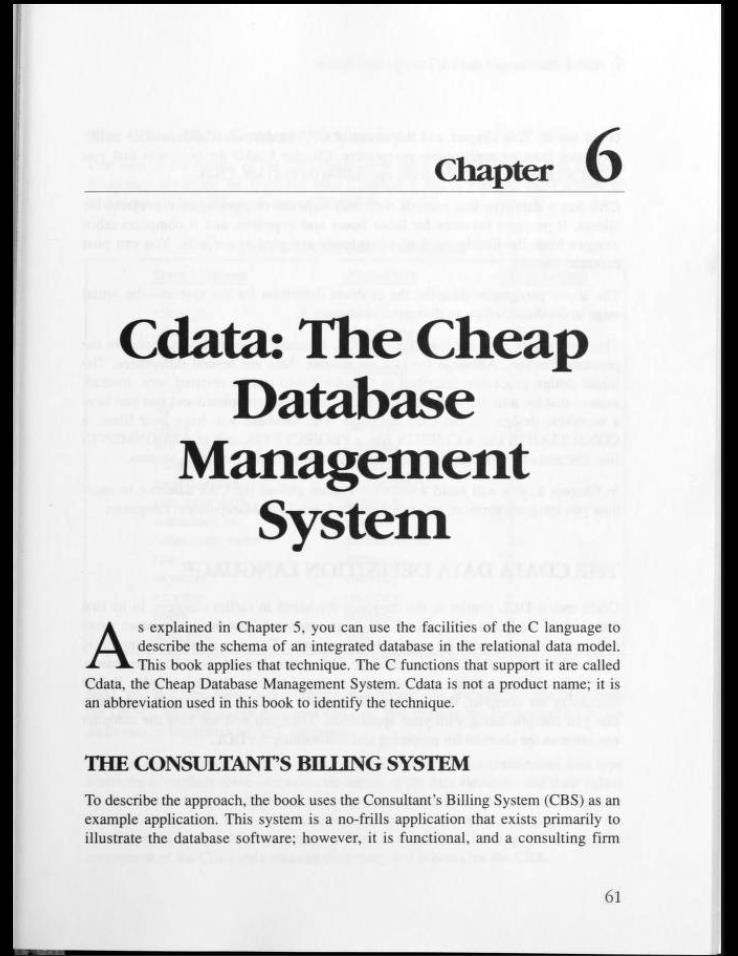 Chapter 6
Cdata: The Cheap
Database
Management
System
As explained in Chapter 5, you can use the facilities of the C language to
describe the schema of an integrated database in the relational data model.
This book applies that technique. The C functions that support it are called
Cdata, the Cheap Database Management System. Cdata is not a product name; it is
an abbreviation used in this book to identify the technique.
THE CONSULTANT'S BILLING SYSTEM
To describe the approach, the book uses the Consultant's Billing System (CBS) as an
example application. This system is a no-frills application that exists primarily to
illustrate the database software; however, it is functional, and a consulting firm
61